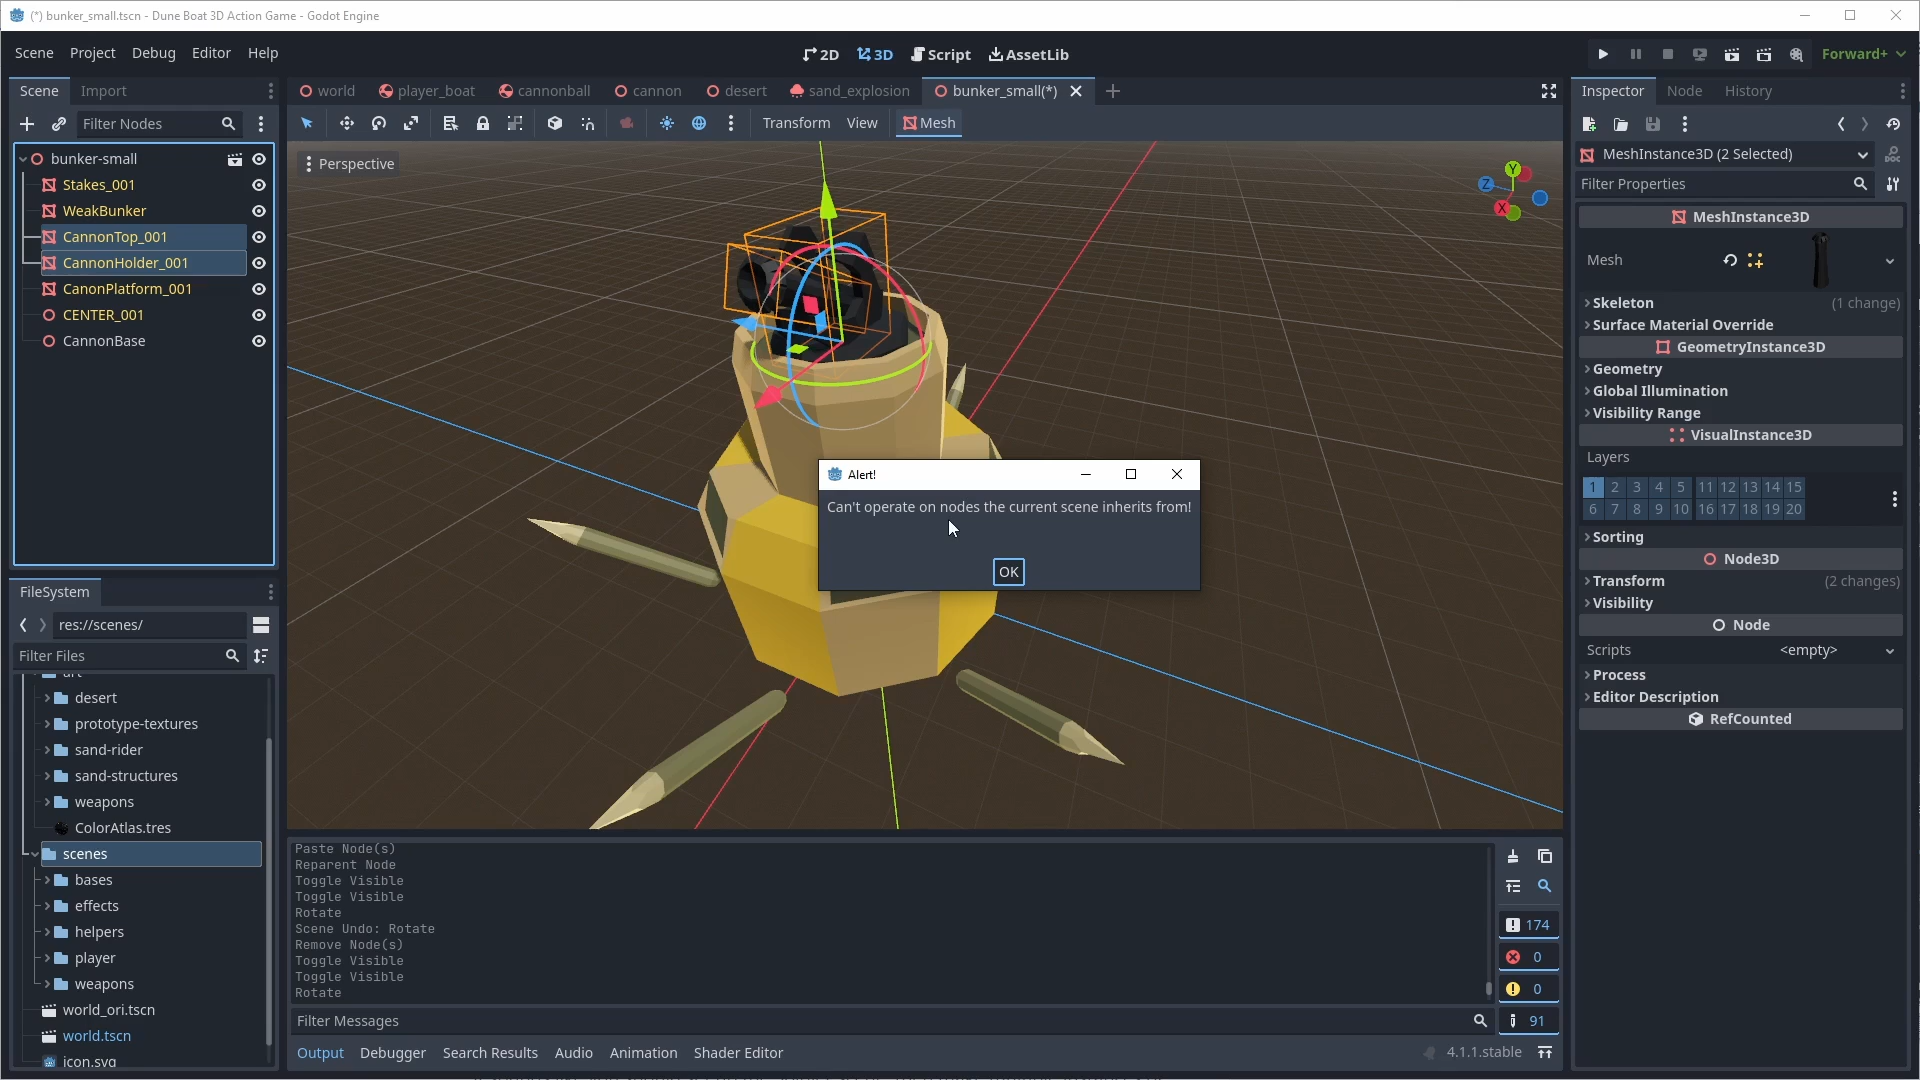 (*) bunker_small.tscn - Dune Boat 3D Action Game - Godot Engine
Scene Project Debug Editor Help
2D 3D Script AssetLib
Forward+
Scene Import
world player_boat cannonball cannon desert sand_explosion bunker_small(*)
Inspector Node History
Filter Nodes
Transform View Mesh
bunker-small
Stakes_001
WeakBunker
CannonTop_001
CannonHolder_001
CanonPlatform_001
CENTER_001
CannonBase
Perspective
Y
Z
X
MeshInstance3D (2 Selected)
Filter Properties
MeshInstance3D
Mesh
Skeleton (1 change)
Surface Material Override
GeometryInstance3D
Geometry
Global Illumination
Visibility Range
VisualInstance3D
Layers
1 2 3 4 5 11 12 13 14 15
6 7 8 9 10 16 17 18 19 20
Sorting
Node3D
Transform (2 changes)
Visibility
Node
Scripts <empty>
Process
Editor Description
RefCounted
Alert!
Can't operate on nodes the current scene inherits from!
OK
FileSystem
res://scenes/
Filter Files
art
desert
prototype-textures
sand-rider
sand-structures
weapons
ColorAtlas.tres
scenes
bases
effects
helpers
player
weapons
world_ori.tscn
world.tscn
icon.svg
Paste Node(s)
Reparent Node
Toggle Visible
Toggle Visible
Rotate
Scene Undo: Rotate
Remove Node(s)
Toggle Visible
Toggle Visible
Rotate
174
0
0
91
Filter Messages
Output Debugger Search Results Audio Animation Shader Editor
4.1.1.stable